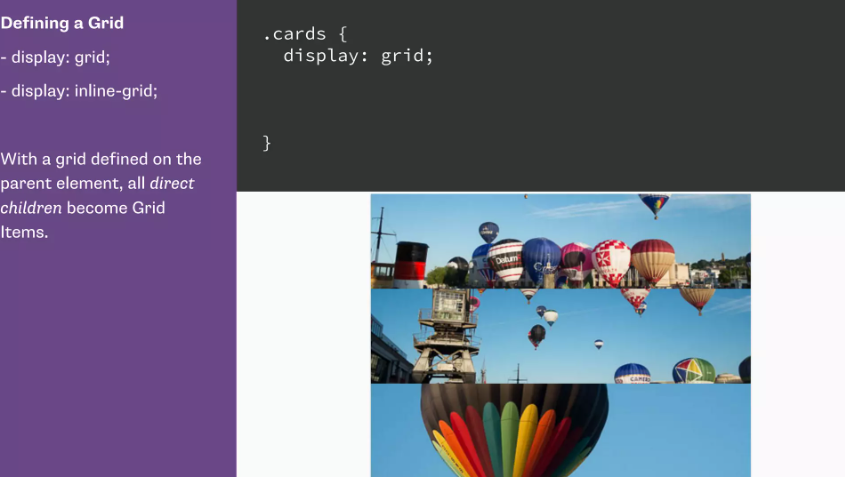 Defining a Grid
- display: grid;
- display: inline-grid;
With a grid defined on the
parent element, all direct
children become Grid
Items.
.cards {
  display: grid;
}
Datum